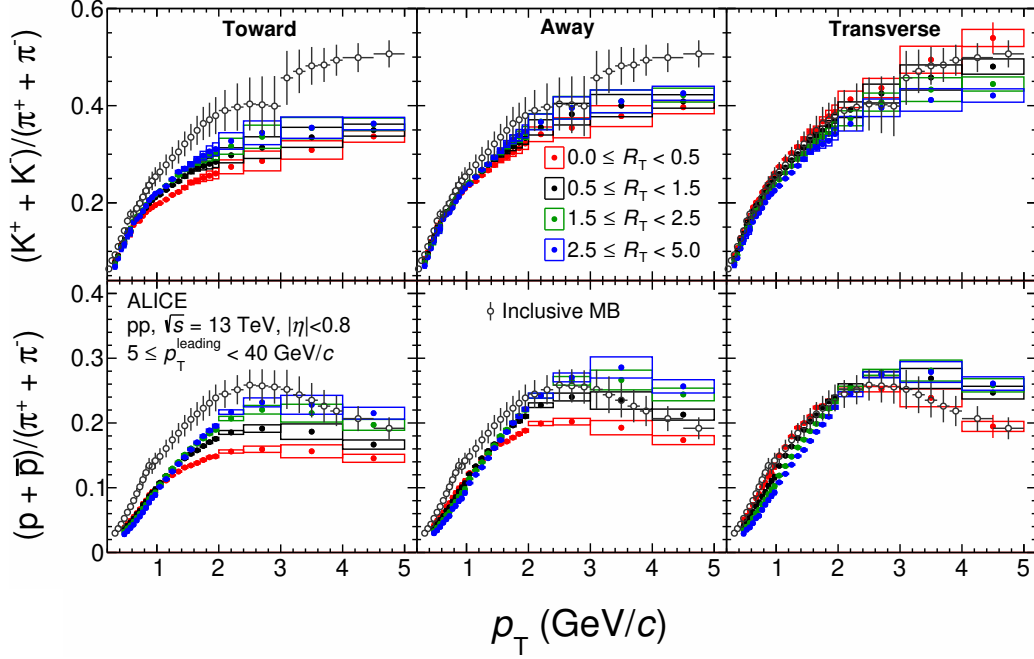 Toward
Away
Transverse
(K⁺ + K⁻)/(π⁺ + π⁻)
0.6
0.4
0.2
0.0 ≤ R_T < 0.5
0.5 ≤ R_T < 1.5
1.5 ≤ R_T < 2.5
2.5 ≤ R_T < 5.0
(p + p̅)/(π⁺ + π⁻)
0.4
0.3
0.2
0.1
0
ALICE
pp, √s = 13 TeV, |η|<0.8
5 ≤ p_T^leading < 40 GeV/c
Inclusive MB
1 2 3 4 5
1 2 3 4 5
1 2 3 4 5
p_T (GeV/c)